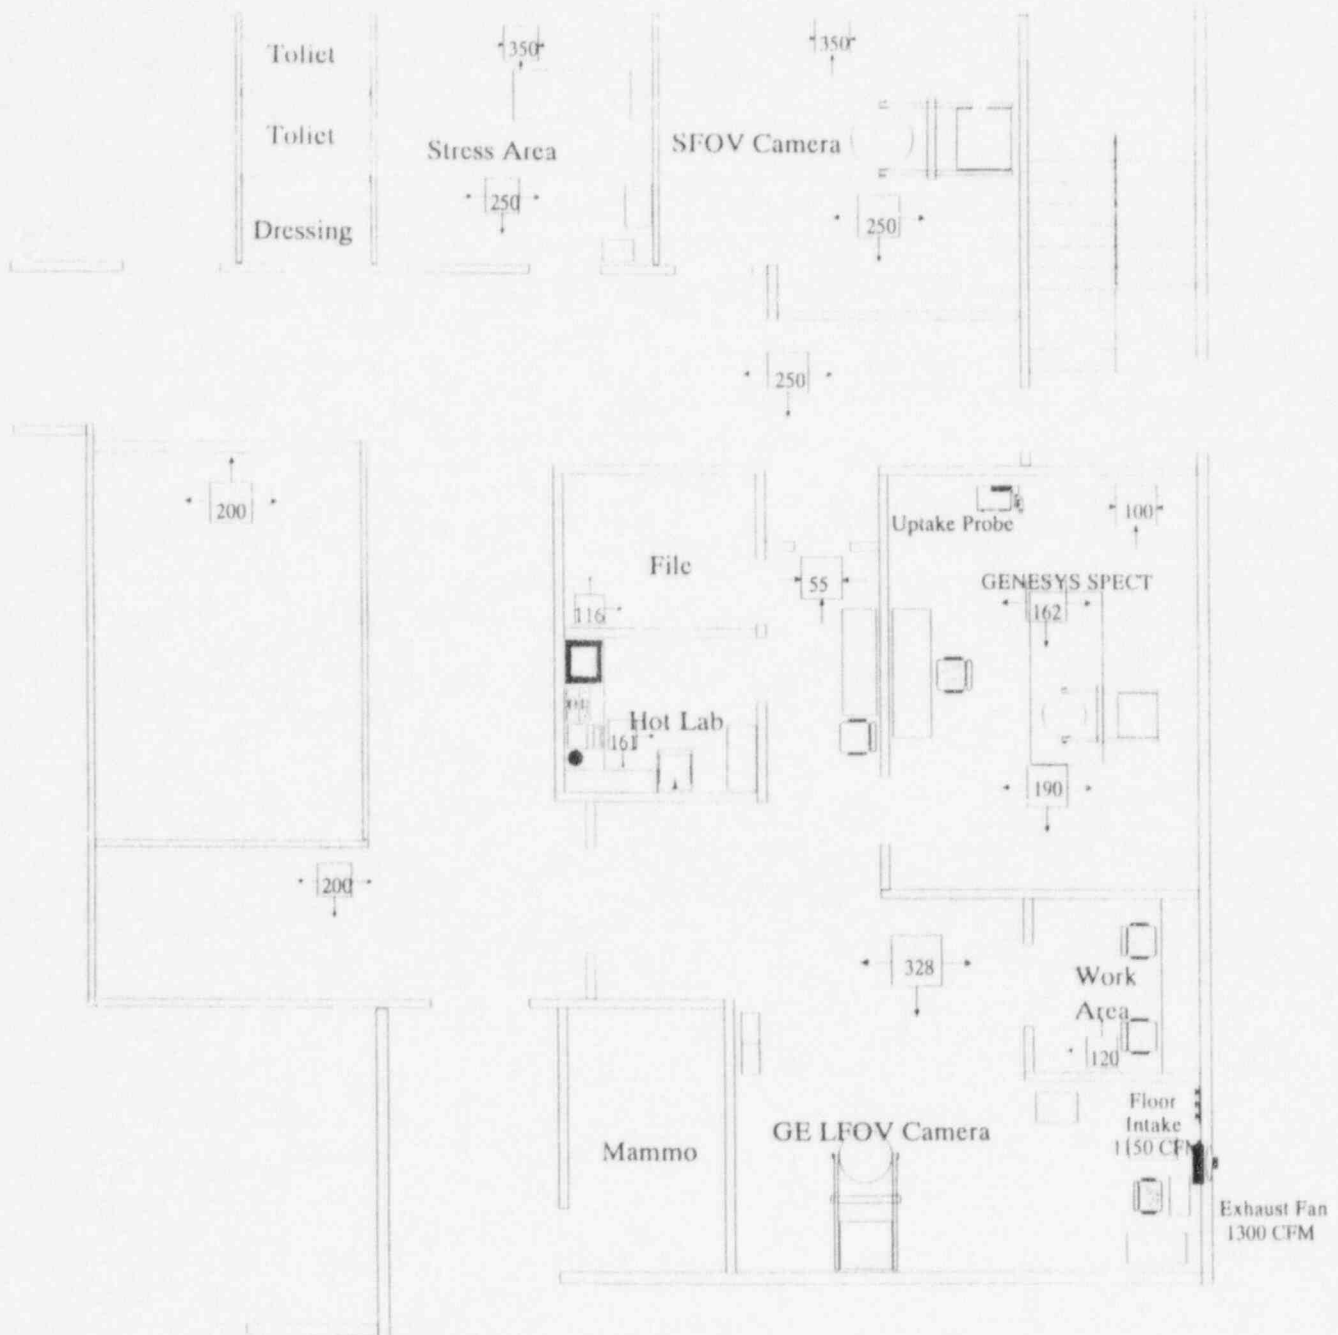 Toliet
350
350
Toliet
Stress Area
SFOV Camera
250
250
Dressing
250
200
100
Uptake Probe
File
55
GENESYS SPECT
116
162
Hot Lab
161
190
200
328
Work
Area
120
Floor
Intake
1150 CFM
GE LFOV Camera
Mammo
Exhaust Fan
1300 CFM